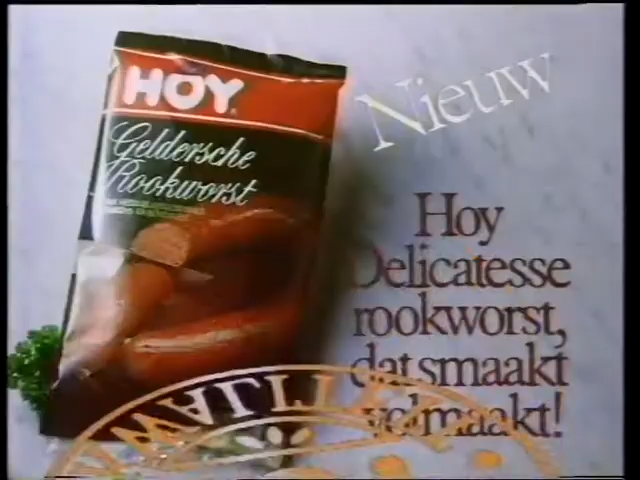 HOY
Geldersche
Rookworst
Nieuw
Hoy
Delicatesse
rookworst,
dat smaakt
volmaakt!